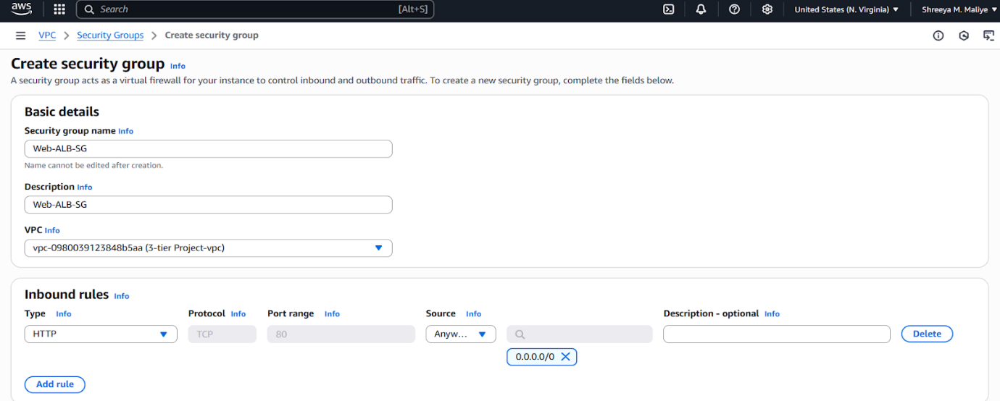 aws Search [Alt+S] United States (N. Virginia) Shreeya M. Maliye
VPC > Security Groups > Create security group
Create security group Info
A security group acts as a virtual firewall for your instance to control inbound and outbound traffic. To create a new security group, complete the fields below.
Basic details
Security group name Info
Web-ALB-SG
Name cannot be edited after creation.
Description Info
Web-ALB-SG
VPC Info
vpc-0980039123848b5aa (3-tier Project-vpc)
Inbound rules Info
Type Info Protocol Info Port range Info Source Info Description - optional Info
HTTP TCP 80 Anyw... Delete
0.0.0.0/0
Add rule